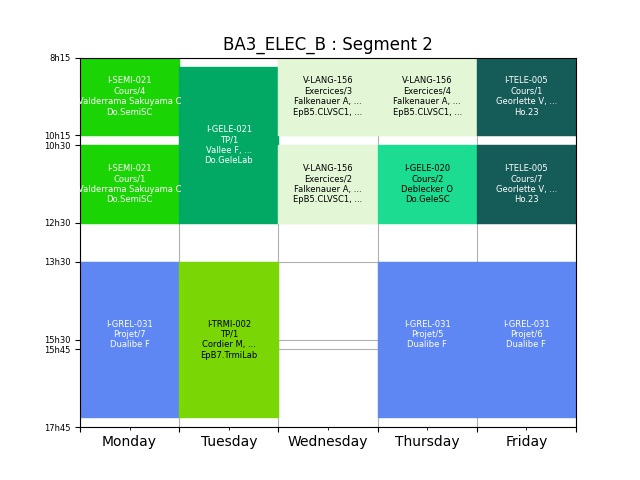 BA3_ELEC_B : Segment 2
8h15
10h15
10h30
12h30
13h30
15h30
15h45
17h45
I-SEMI-021
Cours/4
Valderrama Sakuyama C
Do.SemiSC
I-SEMI-021
Cours/1
Valderrama Sakuyama C
Do.SemiSC
I-GREL-031
Projet/7
Dualibe F
I-GELE-021
TP/1
Vallee F, ...
Do.GeleLab
I-TRMI-002
TP/1
Cordier M, ...
EpB7.TrmiLab
V-LANG-156
Exercices/3
Falkenauer A, ...
EpB5.CLVSC1, ...
V-LANG-156
Exercices/2
Falkenauer A, ...
EpB5.CLVSC1, ...
V-LANG-156
Exercices/4
Falkenauer A, ...
EpB5.CLVSC1, ...
I-GELE-020
Cours/2
Deblecker O
Do.GeleSC
I-GREL-031
Projet/5
Dualibe F
I-TELE-005
Cours/1
Georlette V, ...
Ho.23
I-TELE-005
Cours/7
Georlette V, ...
Ho.23
I-GREL-031
Projet/6
Dualibe F
Monday
Tuesday
Wednesday
Thursday
Friday